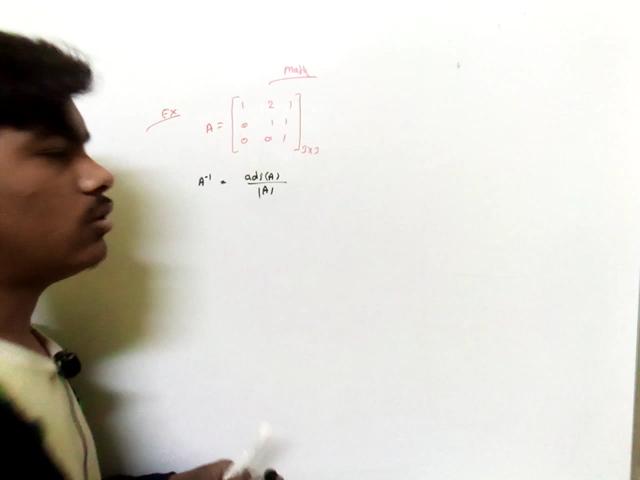 Math
Ex
A = [ 1 2 1
0 1 1
0 0 1 ] 3x3
A⁻¹ = adj(A)
|A|